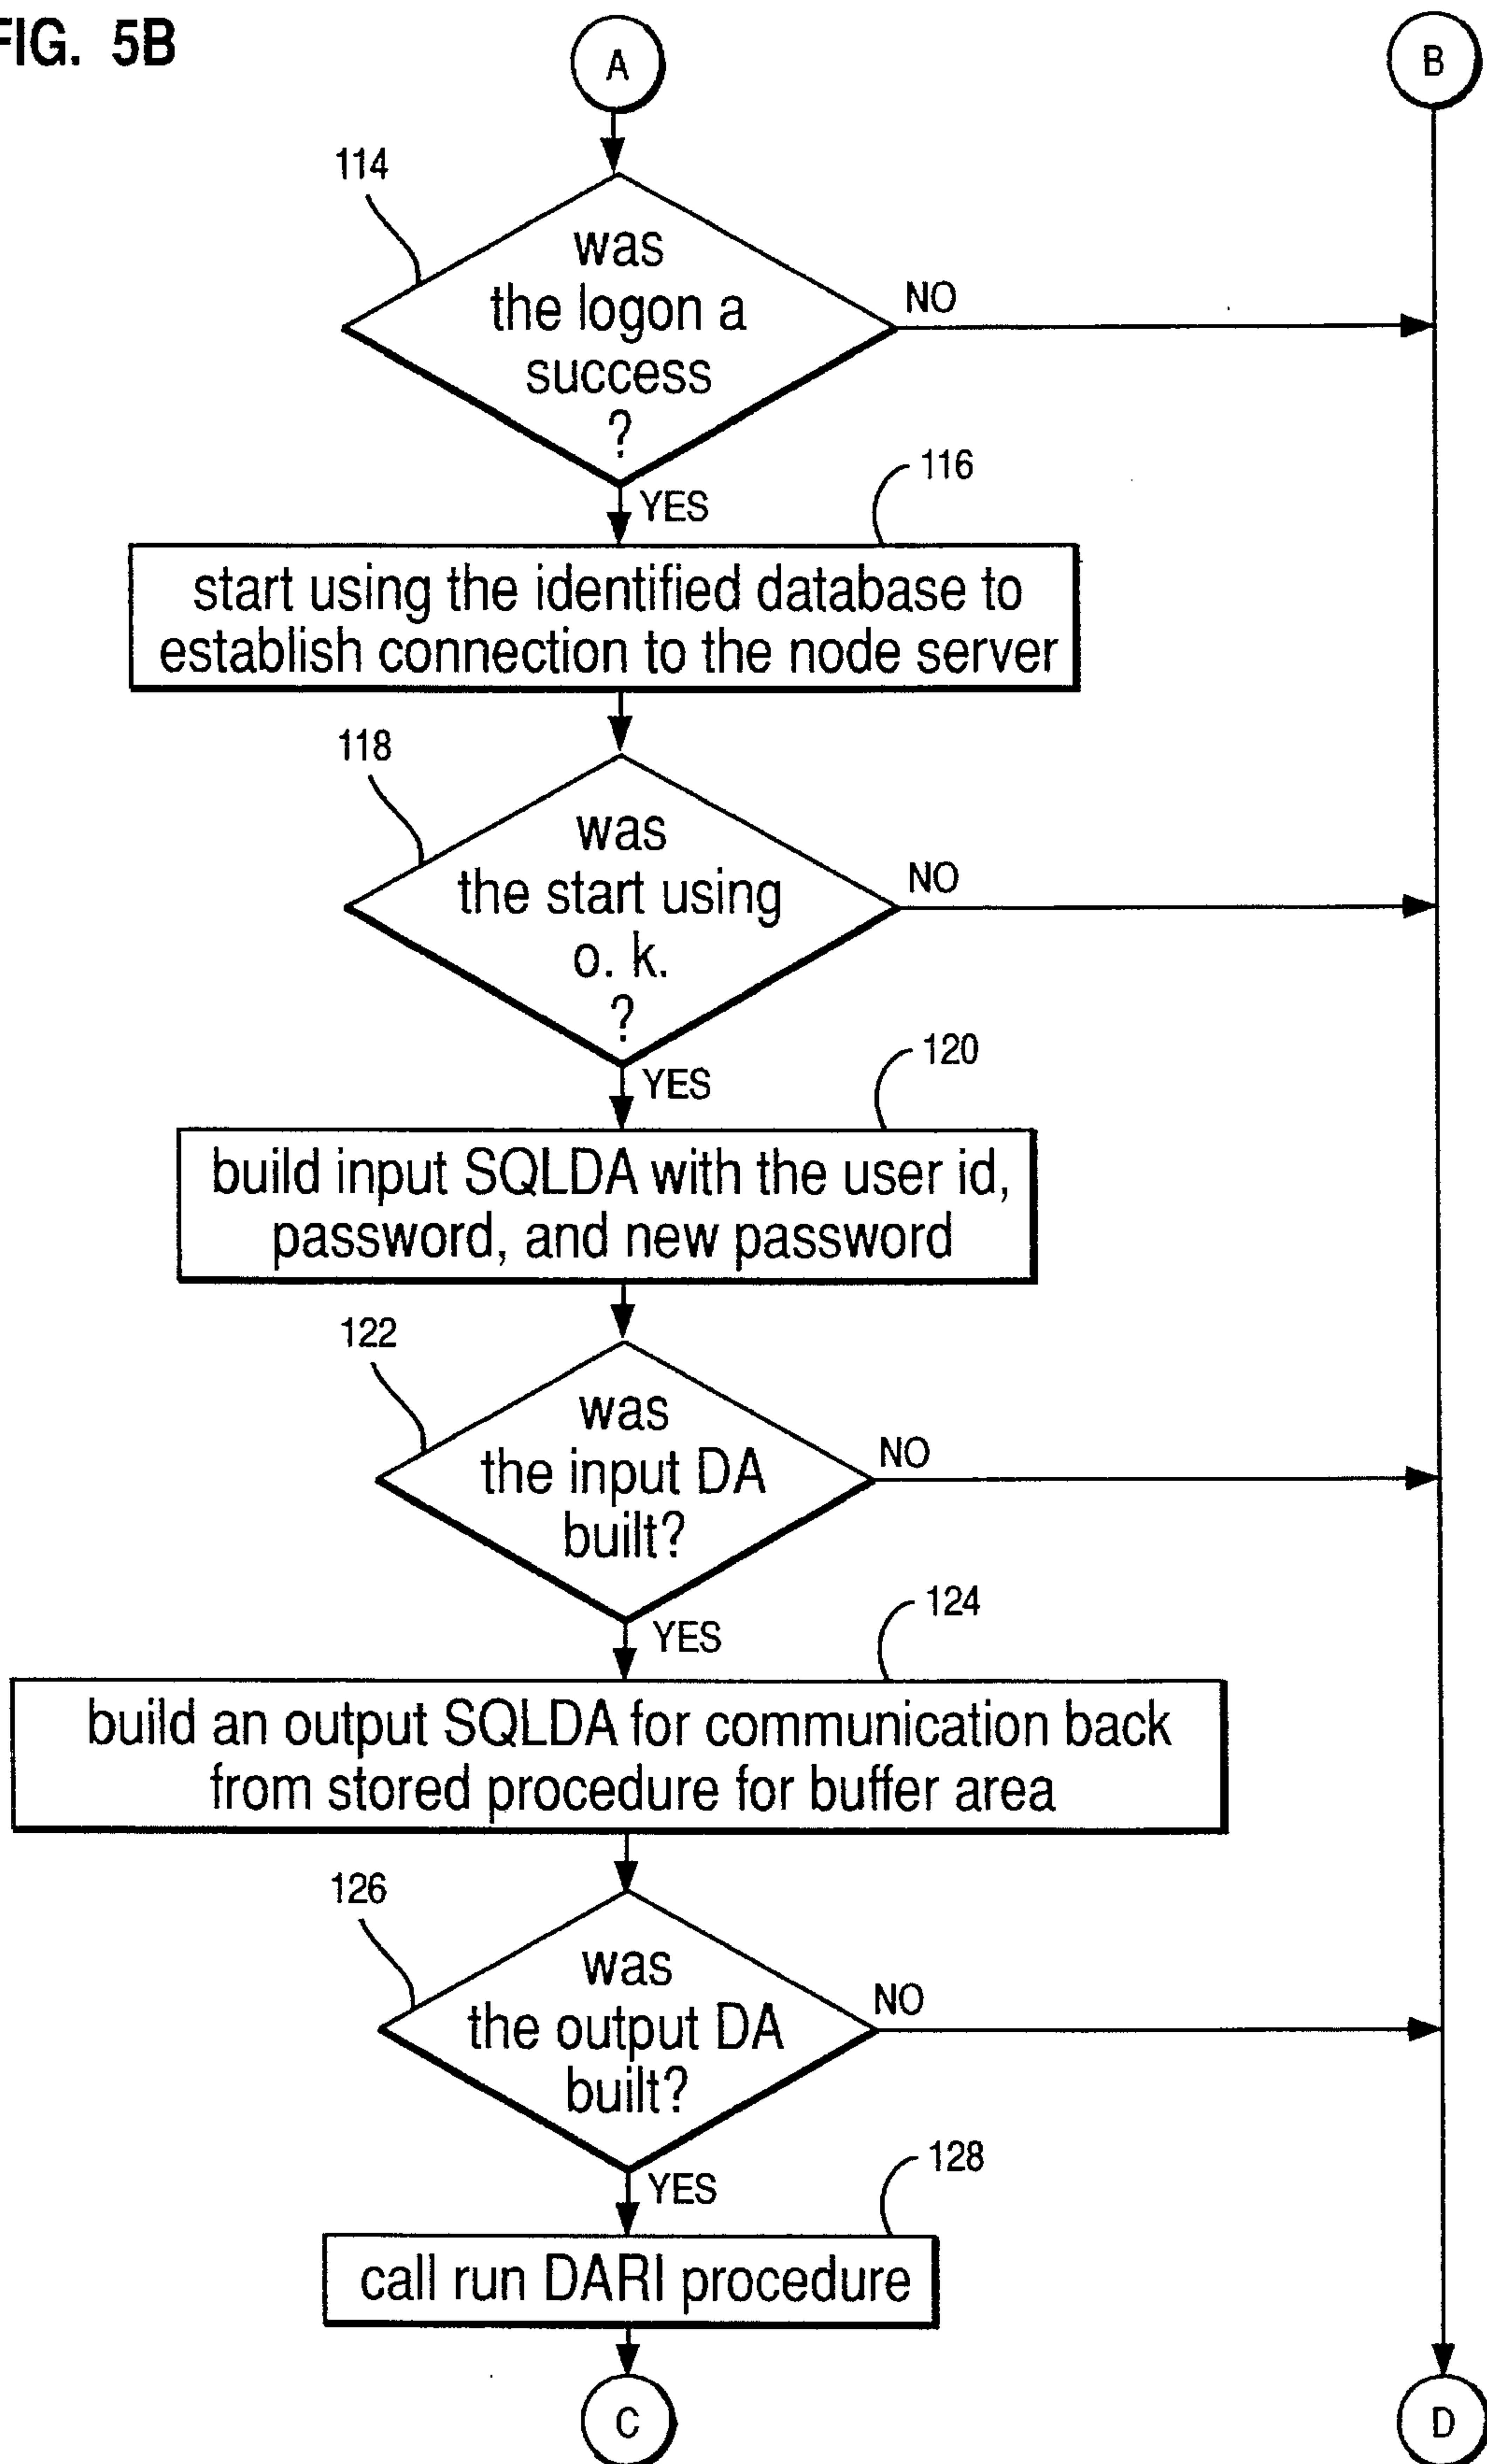 FIG. 5B
A
B
114
was
the logon a
success
?
NO
YES
116
start using the identified database to
establish connection to the node server
118
was
the start using
o. k.
?
NO
YES
120
build input SQLDA with the user id,
password, and new password
122
was
the input DA
built?
NO
YES
124
build an output SQLDA for communication back
from stored procedure for buffer area
126
was
the output DA
built?
NO
YES
128
call run DARI procedure
C
D